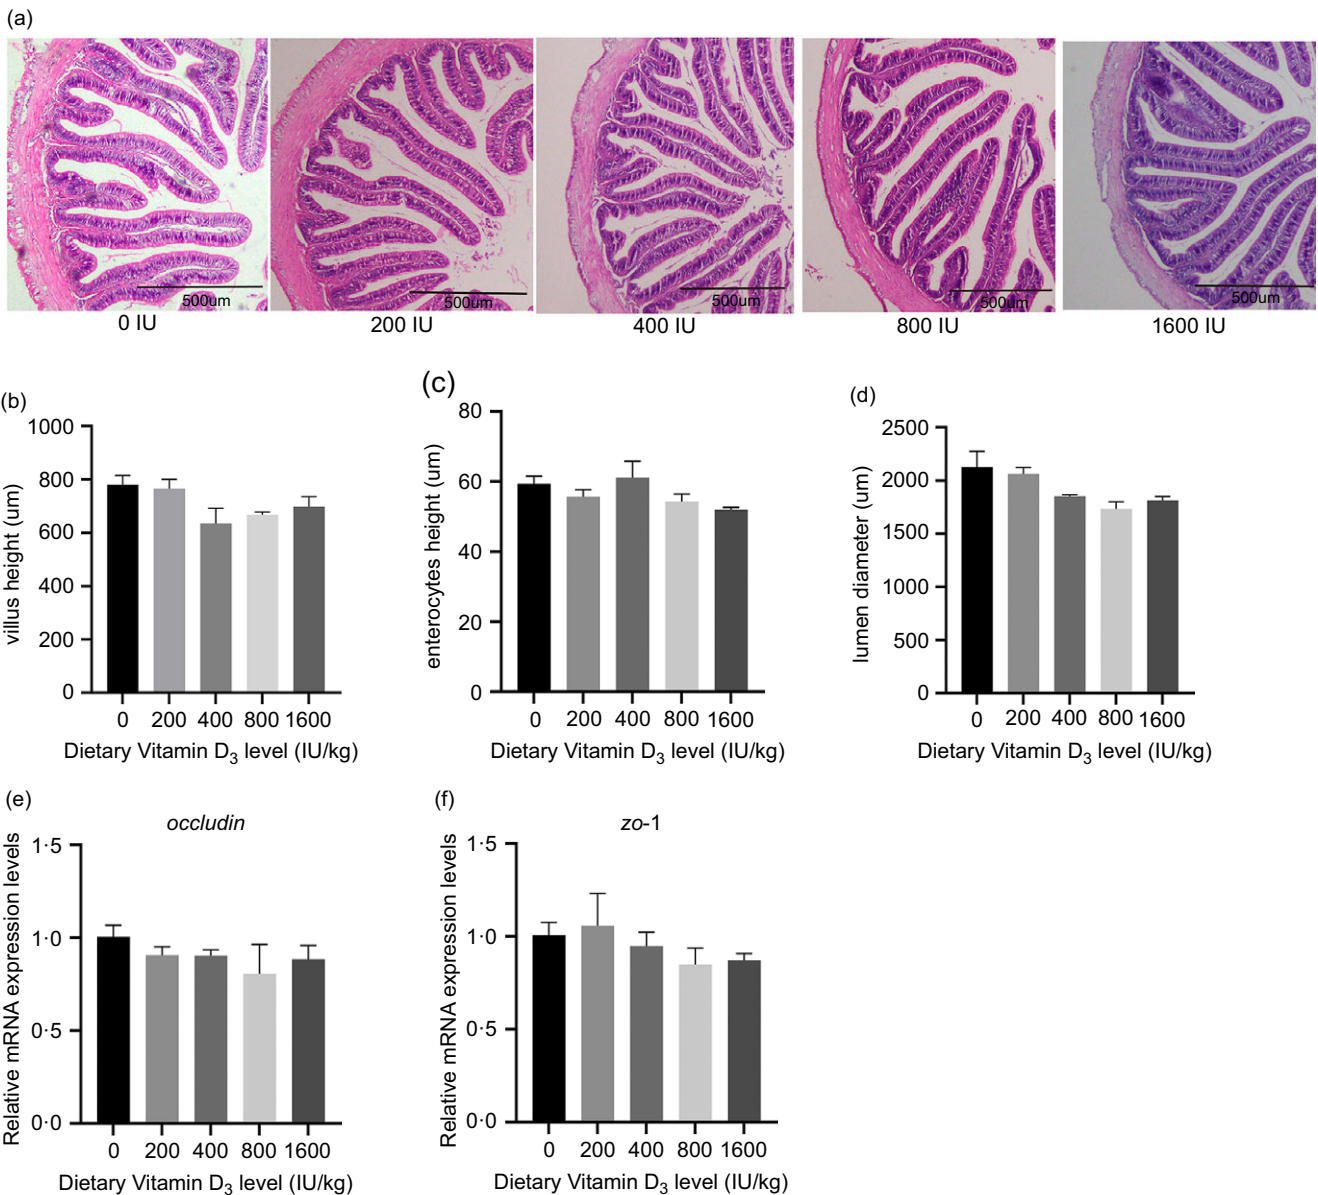 (a)
500um 500um 500um 500um 500um
0 IU 200 IU 400 IU 800 IU 1600 IU
(b)
villus height (um)
1000
800
600
400
200
0
0 200 400 800 1600
Dietary Vitamin D3 level (IU/kg)
(c)
enterocytes height (um)
80
60
40
20
0
0 200 400 800 1600
Dietary Vitamin D3 level (IU/kg)
(d)
lumen diameter (um)
2500
2000
1500
1000
500
0
0 200 400 800 1600
Dietary Vitamin D3 level (IU/kg)
(e)
occludin
Relative mRNA expression levels
1·5
1·0
0·5
0·0
0 200 400 800 1600
Dietary Vitamin D3 level (IU/kg)
(f)
zo-1
Relative mRNA expression levels
1·5
1·0
0·5
0·0
0 200 400 800 1600
Dietary Vitamin D3 level (IU/kg)